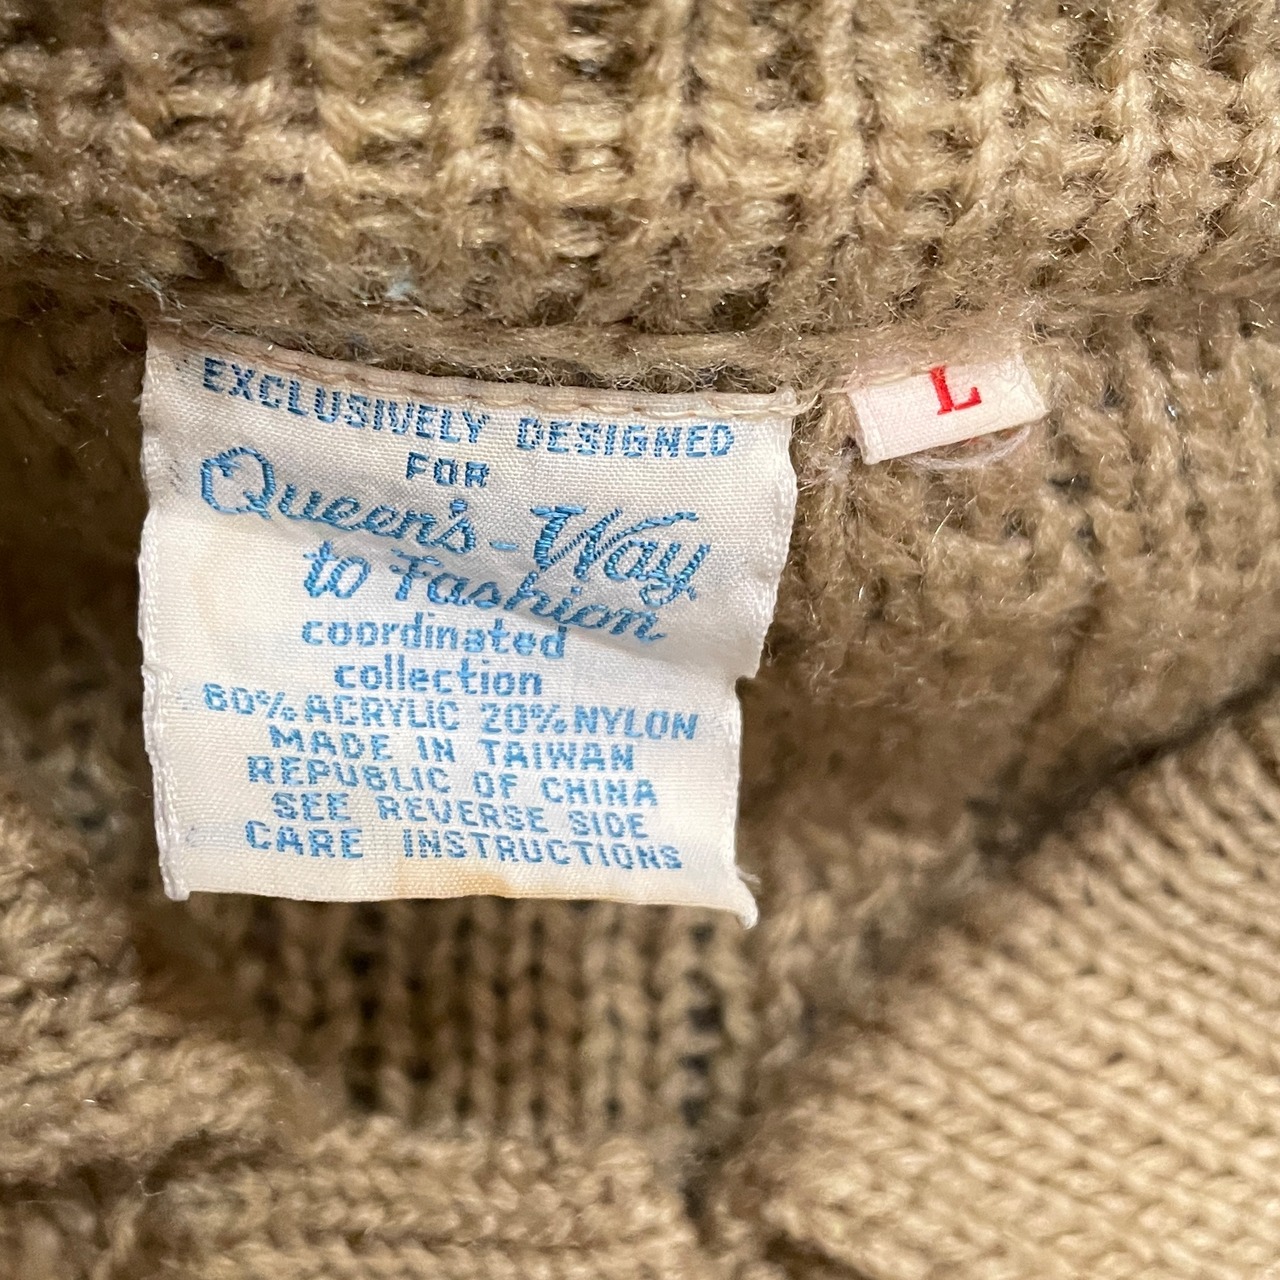 EXCLUSIVELY DESIGNED
FOR
Queen's-Way
to Fashion
coordinated
collection
80% ACRYLIC 20% NYLON
MADE IN TAIWAN
REPUBLIC OF CHINA
SEE REVERSE SIDE
CARE INSTRUCTIONS
L